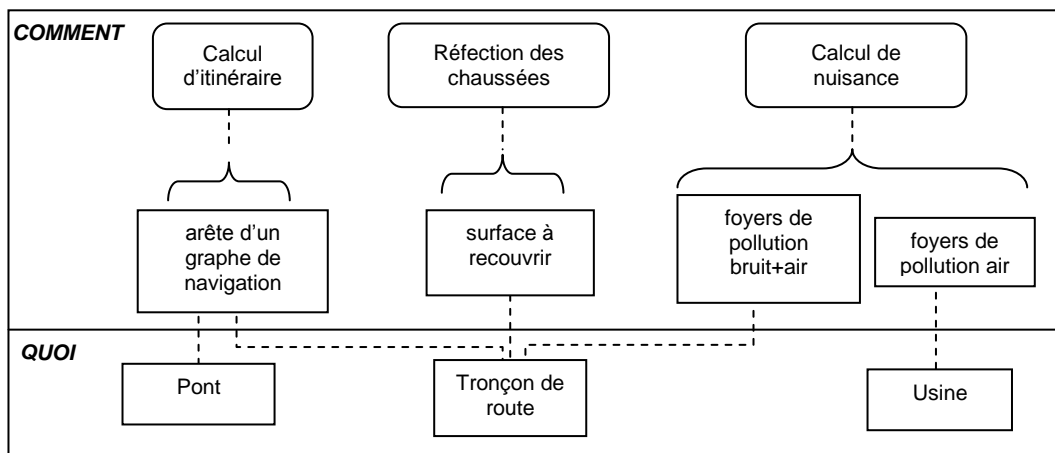 COMMENT
Calcul
d'itinéraire
Réfection des
chaussées
Calcul de
nuisance
arête d'un
graphe de
navigation
surface à
recouvrir
foyers de
pollution
bruit+air
foyers de
pollution air
QUOI
Pont
Tronçon de
route
Usine